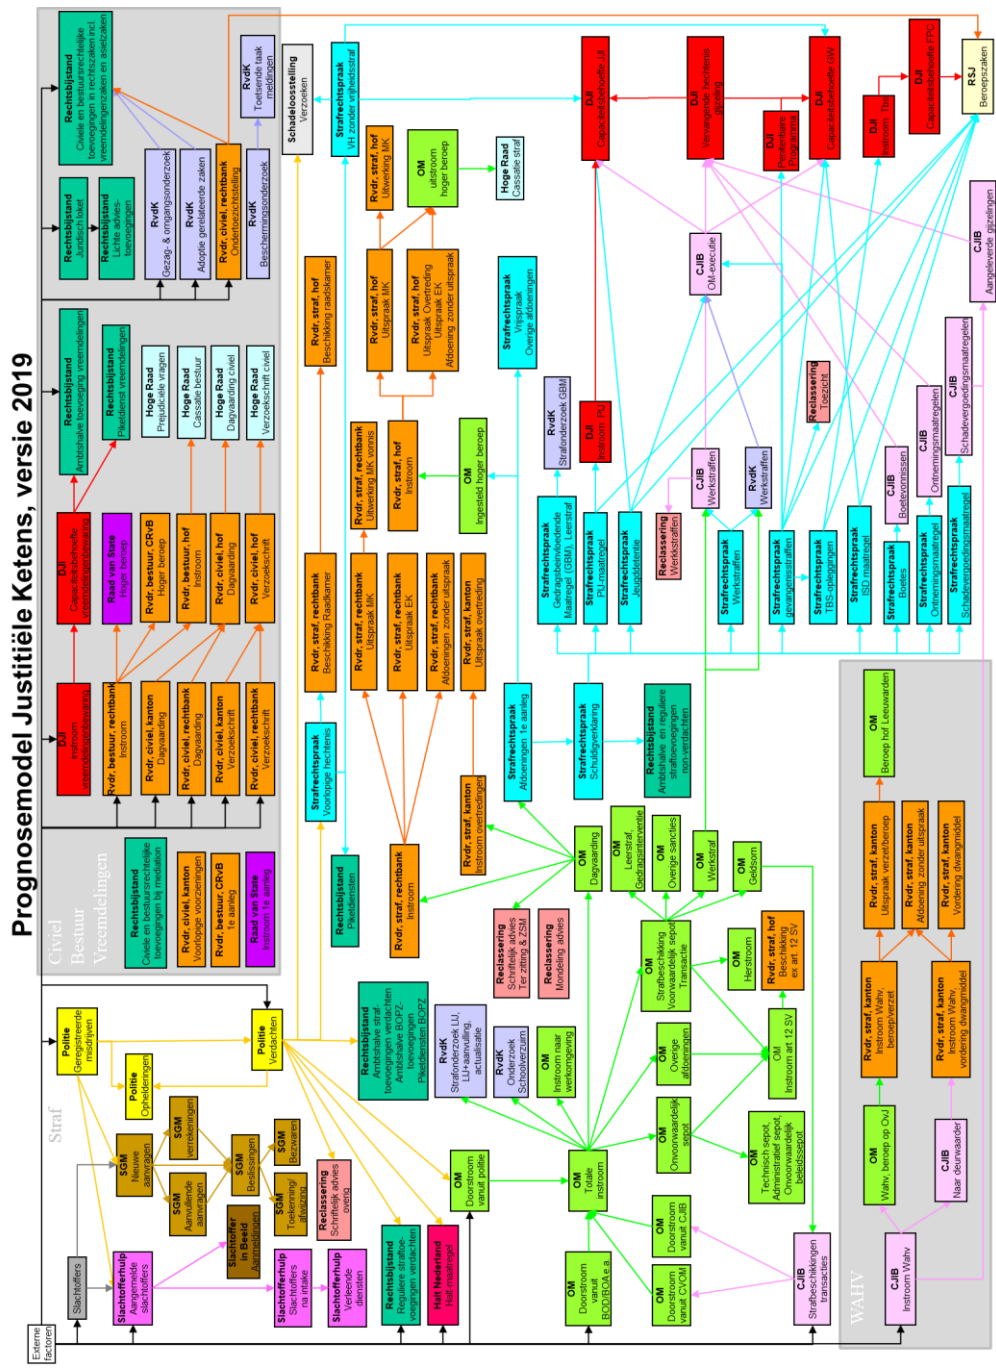 Prognosemodel Justitiële Ketens, versie 2019
Externe
factoren
Straf
Slachtoffers
Slachtofferhulp
Aangemelde
slachtoffers
Slachtoffer
in Beeld
Aanmeldingen
Slachtofferhulp
Slachtoffers
na intake
Slachtofferhulp
Verleende
diensten
SGM
Nieuwe
aanvragen
SGM
verrekeningen
SGM
Aanvullende
aanvragen
SGM
Beslissingen
SGM
Bezwaren
SGM
Toekenning/
afwijzing
Politie
Geregistreerde
misdrijven
Politie
Ophelderingen
Politie
Verdachten
Reclassering
Schriftelijk advies
overig
Rechtsbijstand
Reguliere straftoe-
voegingen verdachten
Halt Nederland
Halt-maatregel
Rechtsbijstand
Ambtshalve straf-
toevoegingen verdachten
Ambtshalve BOPZ-
toevoegingen
Piketdiensten BOPZ
RvdK
Strafonderzoek LIJ,
LIJ+aanvulling,
actualisatie
RvdK
Onderzoek
Schoolverzuim
OM
Instroom naar
werkomgeving
OM
Doorstroom
vanuit politie
OM
Totale
instroom
OM
Doorstroom
vanuit
BOD/BOA e.a.
OM
Doorstroom
vanuit CVOM
OM
Doorstroom
vanuit CJIB
OM
Onvoorwaardelijk
sepot
OM
Overige
afdoeningen
OM
Technisch sepot,
Administratief sepot,
Onvoorwaardelijk
beleidssepot
OM
Instroom art. 12 SV
Rvdr, straf, hof
Beschikking
ex art. 12 SV
OM
Herstroom
OM
Strafbeschikking
Voorwaardelijk sepot
Transactie
CJIB
Strafbeschikkingen
transacties
OM
Dagvaarding
OM
Leerstraf,
Gedragsinterventie
OM
Overige sancties
OM
Werkstraf
OM
Geldsom
Reclassering
Schriftelijk advies
Ter zitting & ZSM
Reclassering
Mondeling advies
Civiel
Bestuur
Vreemdelingen
Rechtsbijstand
Civiele en bestuursrechtelijke
toevoegingen bij mediation
Rvdr, civiel, kanton
Voorlopige voorzieningen
Rvdr, bestuur, CRvB
1e aanleg
Raad van State
Instroom 1e aanleg
DJI
instroom
vreemdelingenbewaring
Rvdr, bestuur, rechtbank
Instroom
Rvdr, civiel, kanton
Dagvaarding
Rvdr, civiel, rechtbank
Dagvaarding
Rvdr, civiel, kanton
Verzoekschrift
Rvdr, civiel, rechtbank
Verzoekschrift
DJI
Capaciteitsbehoefte
vreemdelingenbewaring
Raad van State
Hoger beroep
Rvdr, bestuur, CRvB
Hoger beroep
Rvdr, bestuur, hof
Instroom
Rvdr, civiel, hof
Dagvaarding
Rvdr, civiel, hof
Verzoekschrift
Rechtsbijstand
Ambtshalve toevoeging vreemdelingen
Rechtsbijstand
Piketdienst vreemdelingen
Hoge Raad
Prejudiciële vragen
Hoge Raad
Cassatie bestuur
Hoge Raad
Dagvaarding civiel
Hoge Raad
Verzoekschrift civiel
Rechtsbijstand
Juridisch loket
Rechtsbijstand
Lichte advies-
toevoegingen
RvdK
Gezag- & omgangsonderzoek
RvdK
Adoptie gerelateerde zaken
Rvdr, civiel, rechtbank
Ondertoezichtstelling
RvdK
Beschermingsonderzoek
Rechtsbijstand
Civiele en bestuursrechtelijke
toevoegingen in rechtszaken incl.
vreemdelingenzaken en asielzaken
RvdK
Toetsende taak
meldingen
Schadeloosstelling
Verzoeken
Strafrechtspraak
VH zonder vrijheidsstraf
Rechtsbijstand
Piketdiensten
Strafrechtspraak
Voorlopige hechtenis
Rvdr, straf, rechtbank
Beschikking Raadkamer
Rvdr, straf, hof
Beschikking raadskamer
Rvdr, straf, rechtbank
Instroom
Rvdr, straf, rechtbank
Uitspraak MK
Rvdr, straf, rechtbank
Uitspraak EK
Rvdr, straf, rechtbank
Afdoeningen zonder uitspraak
Rvdr, straf, kanton
Uitspraak overtreding
Rvdr, straf, kanton
Instroom overtredingen
Rvdr, straf, rechtbank
Uitwerking MK vonnis
Rvdr, straf, hof
Instroom
OM
Ingesteld hoger beroep
Rvdr, straf, hof
Uitspraak MK
Rvdr, straf, hof
Uitspraak Overtreding
Uitspraak EK
Afdoening zonder uitspraak
Rvdr, straf, hof
Uitwerking MK
OM
uitstroom
hoger beroep
Hoge Raad
Cassatie straf
Strafrechtspraak
Afdoeningen 1e aanleg
Strafrechtspraak
Vrijspraak
Overige afdoeningen
Strafrechtspraak
Schuldigverklaring
Rechtsbijstand
Ambtshalve en reguliere
straftoevoegingen
non-verdachten
Strafrechtspraak
Gedragsbeïnvloedende
Maatregel (GBM), Leerstraf
RvdK
Strafonderzoek GBM
Strafrechtspraak
PIJ-maatregel
DJI
Instroom PIJ
Strafrechtspraak
Jeugddetentie
Reclassering
Werkkstraffen
CJIB
Werkstraffen
Strafrechtspraak
Werkstraffen
RvdK
Werkstraffen
CJIB
OM-executie
Strafrechtspraak
gevangenisstraffen
Strafrechtspraak
TBS-opleggingen
Reclassering
Toezicht
Strafrechtspraak
ISD maatregel
Strafrechtspraak
Boetes
CJIB
Boetevonnissen
Strafrechtspraak
Ontnemingsmaatregel
CJIB
Ontnemingsmaatregelen
Strafrechtspraak
Schadevergoedingsmaatregel
CJIB
Schadevergoedingsmaatregelen
CJIB
Aangeleverde gijzelingen
DJI
Capaciteitsbehoefte JJI
DJI
Vervangende hechtenis
gijzeling
DJI
Penitentiaire
Programma
DJI
Capaciteitsbehoefte GW
DJI
Instroom Tbs
DJI
Capaciteitsbehoefte FPC
RSJ
Beroepszaken
WAHV
CJIB
Instroom Wahv
OM
Wahv, beroep op OvJ
CJIB
Naar deurwaarder
Rvdr, straf, kanton
Instroom Wahv,
beroep/verzet
Rvdr, straf, kanton
Instroom Wahv,
vordering dwangmiddel
Rvdr, straf, kanton
Uitspraak verzet/beroep
Rvdr, straf, kanton
Afdoening zonder uitspraak
Rvdr, straf, kanton
Vordering dwangmiddel
OM
Beroep hof Leeuwarden